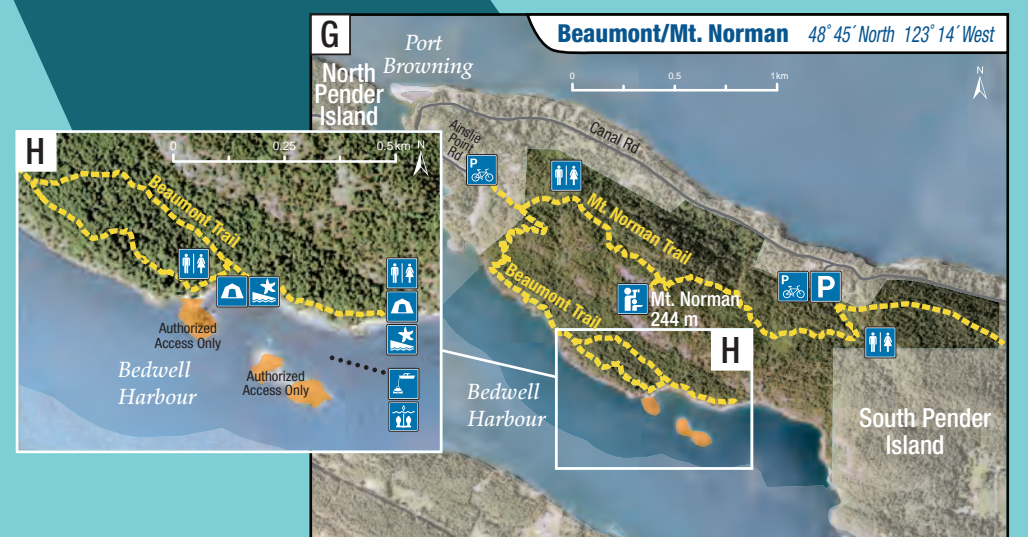 G
Beaumont/Mt. Norman 48° 45´ North 123° 14´ West
Port
Browning
North
Pender
Island
0 0.5 1km
N
Canal Rd
Ainslie
Point
Rd
P
Mt. Norman Trail
Beaumont Trail
Mt. Norman
244 m
P
P
H
Bedwell
Harbour
South Pender
Island
H
0 0.25 0.5 km
N
Beaumont Trail
Authorized
Access Only
Authorized
Access Only
Bedwell
Harbour